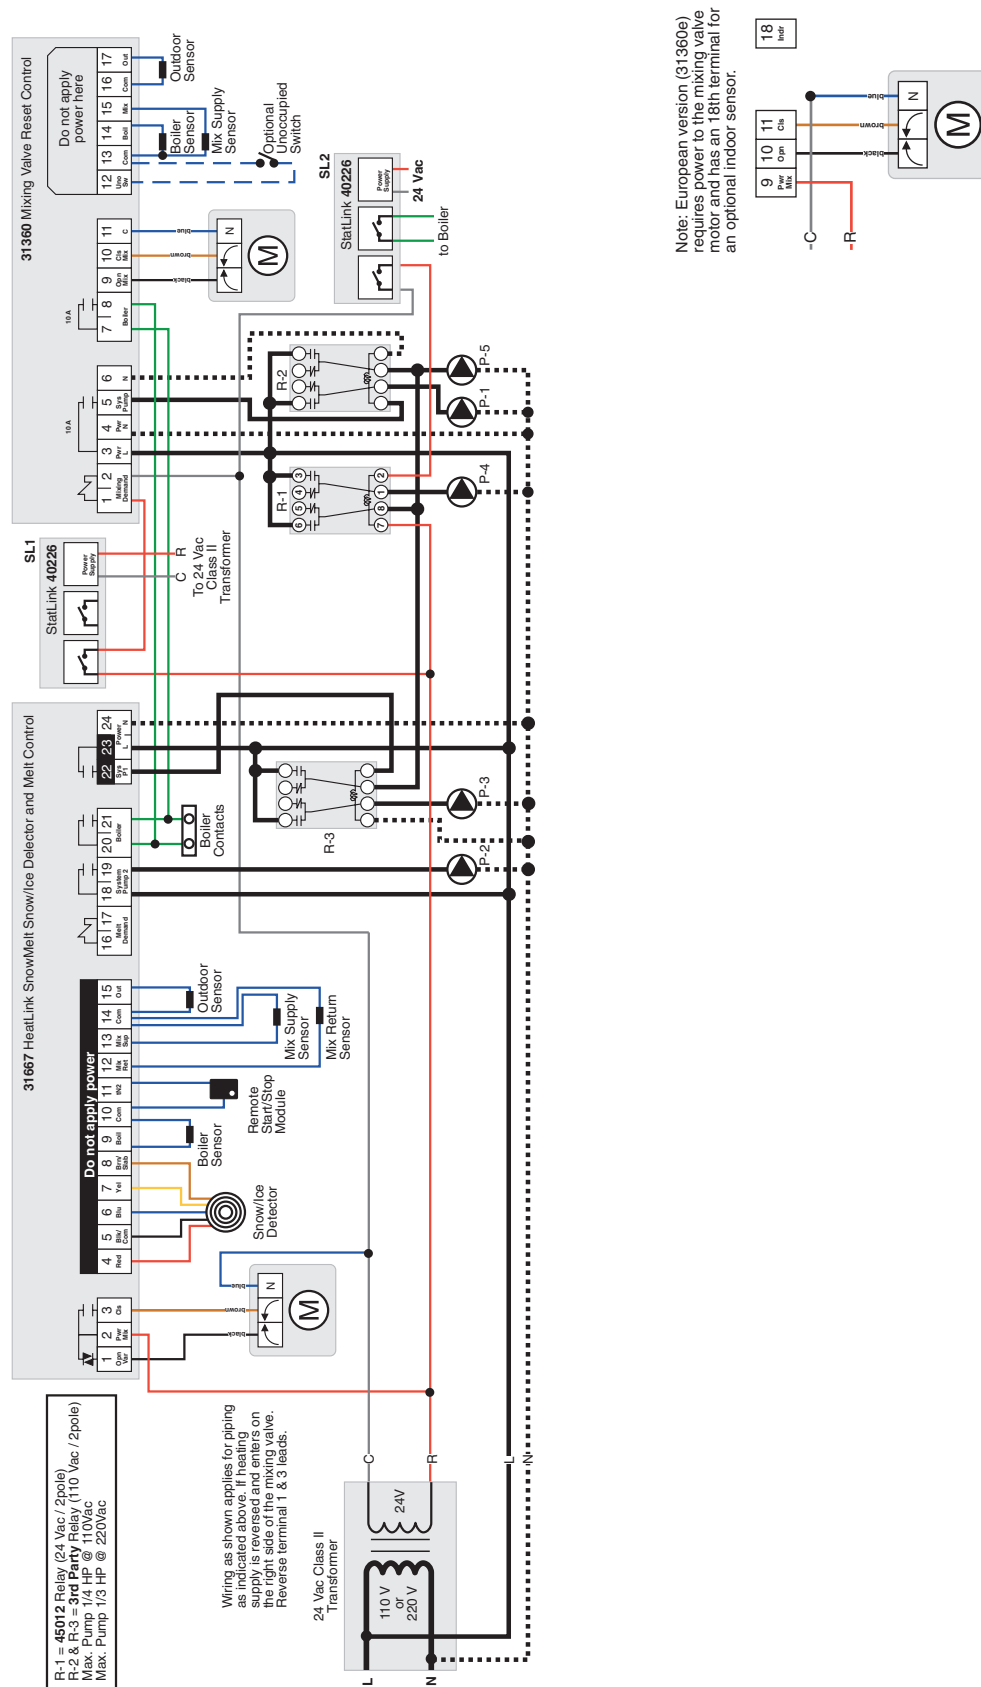 R-1 = 45012 Relay (24 Vac / 2pole)
R-2 & R-3 = 3rd Party Relay (110 Vac / 2pole)
Max. Pump 1/4 HP @ 110Vac
Max. Pump 1/3 HP @ 220Vac
31667 HeatLink SnowMelt Snow/Ice Detector and Melt Control
1 2 3
Opn Var
Pwr Mix
Cls
Do not apply power
4 5 6 7 8 9 10 11 12 13 14 15
Red
Blk/ Com
Blu
Yel
Brn/ Slab
Boil
Com
tN2
Mix Ret
Mix Sup
Com
Out
16 17
Melt Demand
18 19
System Pump 2
20 21
Boiler
22 23 24
Sys P1
L
Power
N
black
brown
blue
N
M
Snow/Ice
Detector
Boiler
Sensor
Remote
Start/Stop
Module
Outdoor
Sensor
Mix Supply
Sensor
Mix Return
Sensor
Boiler
Contacts
SL1
StatLink 40226
Power Supply
C R
To 24 Vac
Class II
Transformer
31360 Mixing Valve Reset Control
1 2
Mixing Demand
3 4 5 6
Pwr L
Pwr N
Sys Pump
N
10 A
7 8
Boiler
10 A
9 10 11
Opn Mix
Cls Mix
C
Do not apply
power here
12 13 14 15 16 17
Uno Sw
Com
Boil
Mix
Com
Out
black
brown
blue
N
M
Boiler
Sensor
Mix Supply
Sensor
Outdoor
Sensor
Optional
Unoccupied
Switch
SL2
StatLink 40226
Power Supply
24 Vac
to Boiler
R-3
R-1
6 5 4 3
7 8 1 2
R-2
P-2
P-3
P-4
P-1
P-5
Wiring as shown applies for piping
as indicated above. If heating
supply is reversed and enters on
the right side of the mixing valve.
Reverse terminal 1 & 3 leads.
24 Vac Class II
Transformer
110 V
or
220 V
24V
L
N
C
R
L
N
Note: European version (31360e)
requires power to the mixing valve
motor and has an 18th terminal for
an optional indoor sensor.
9 10 11
Pwr Mix
Opn
Cls
18
Indr
C
R
black
brown
blue
N
M